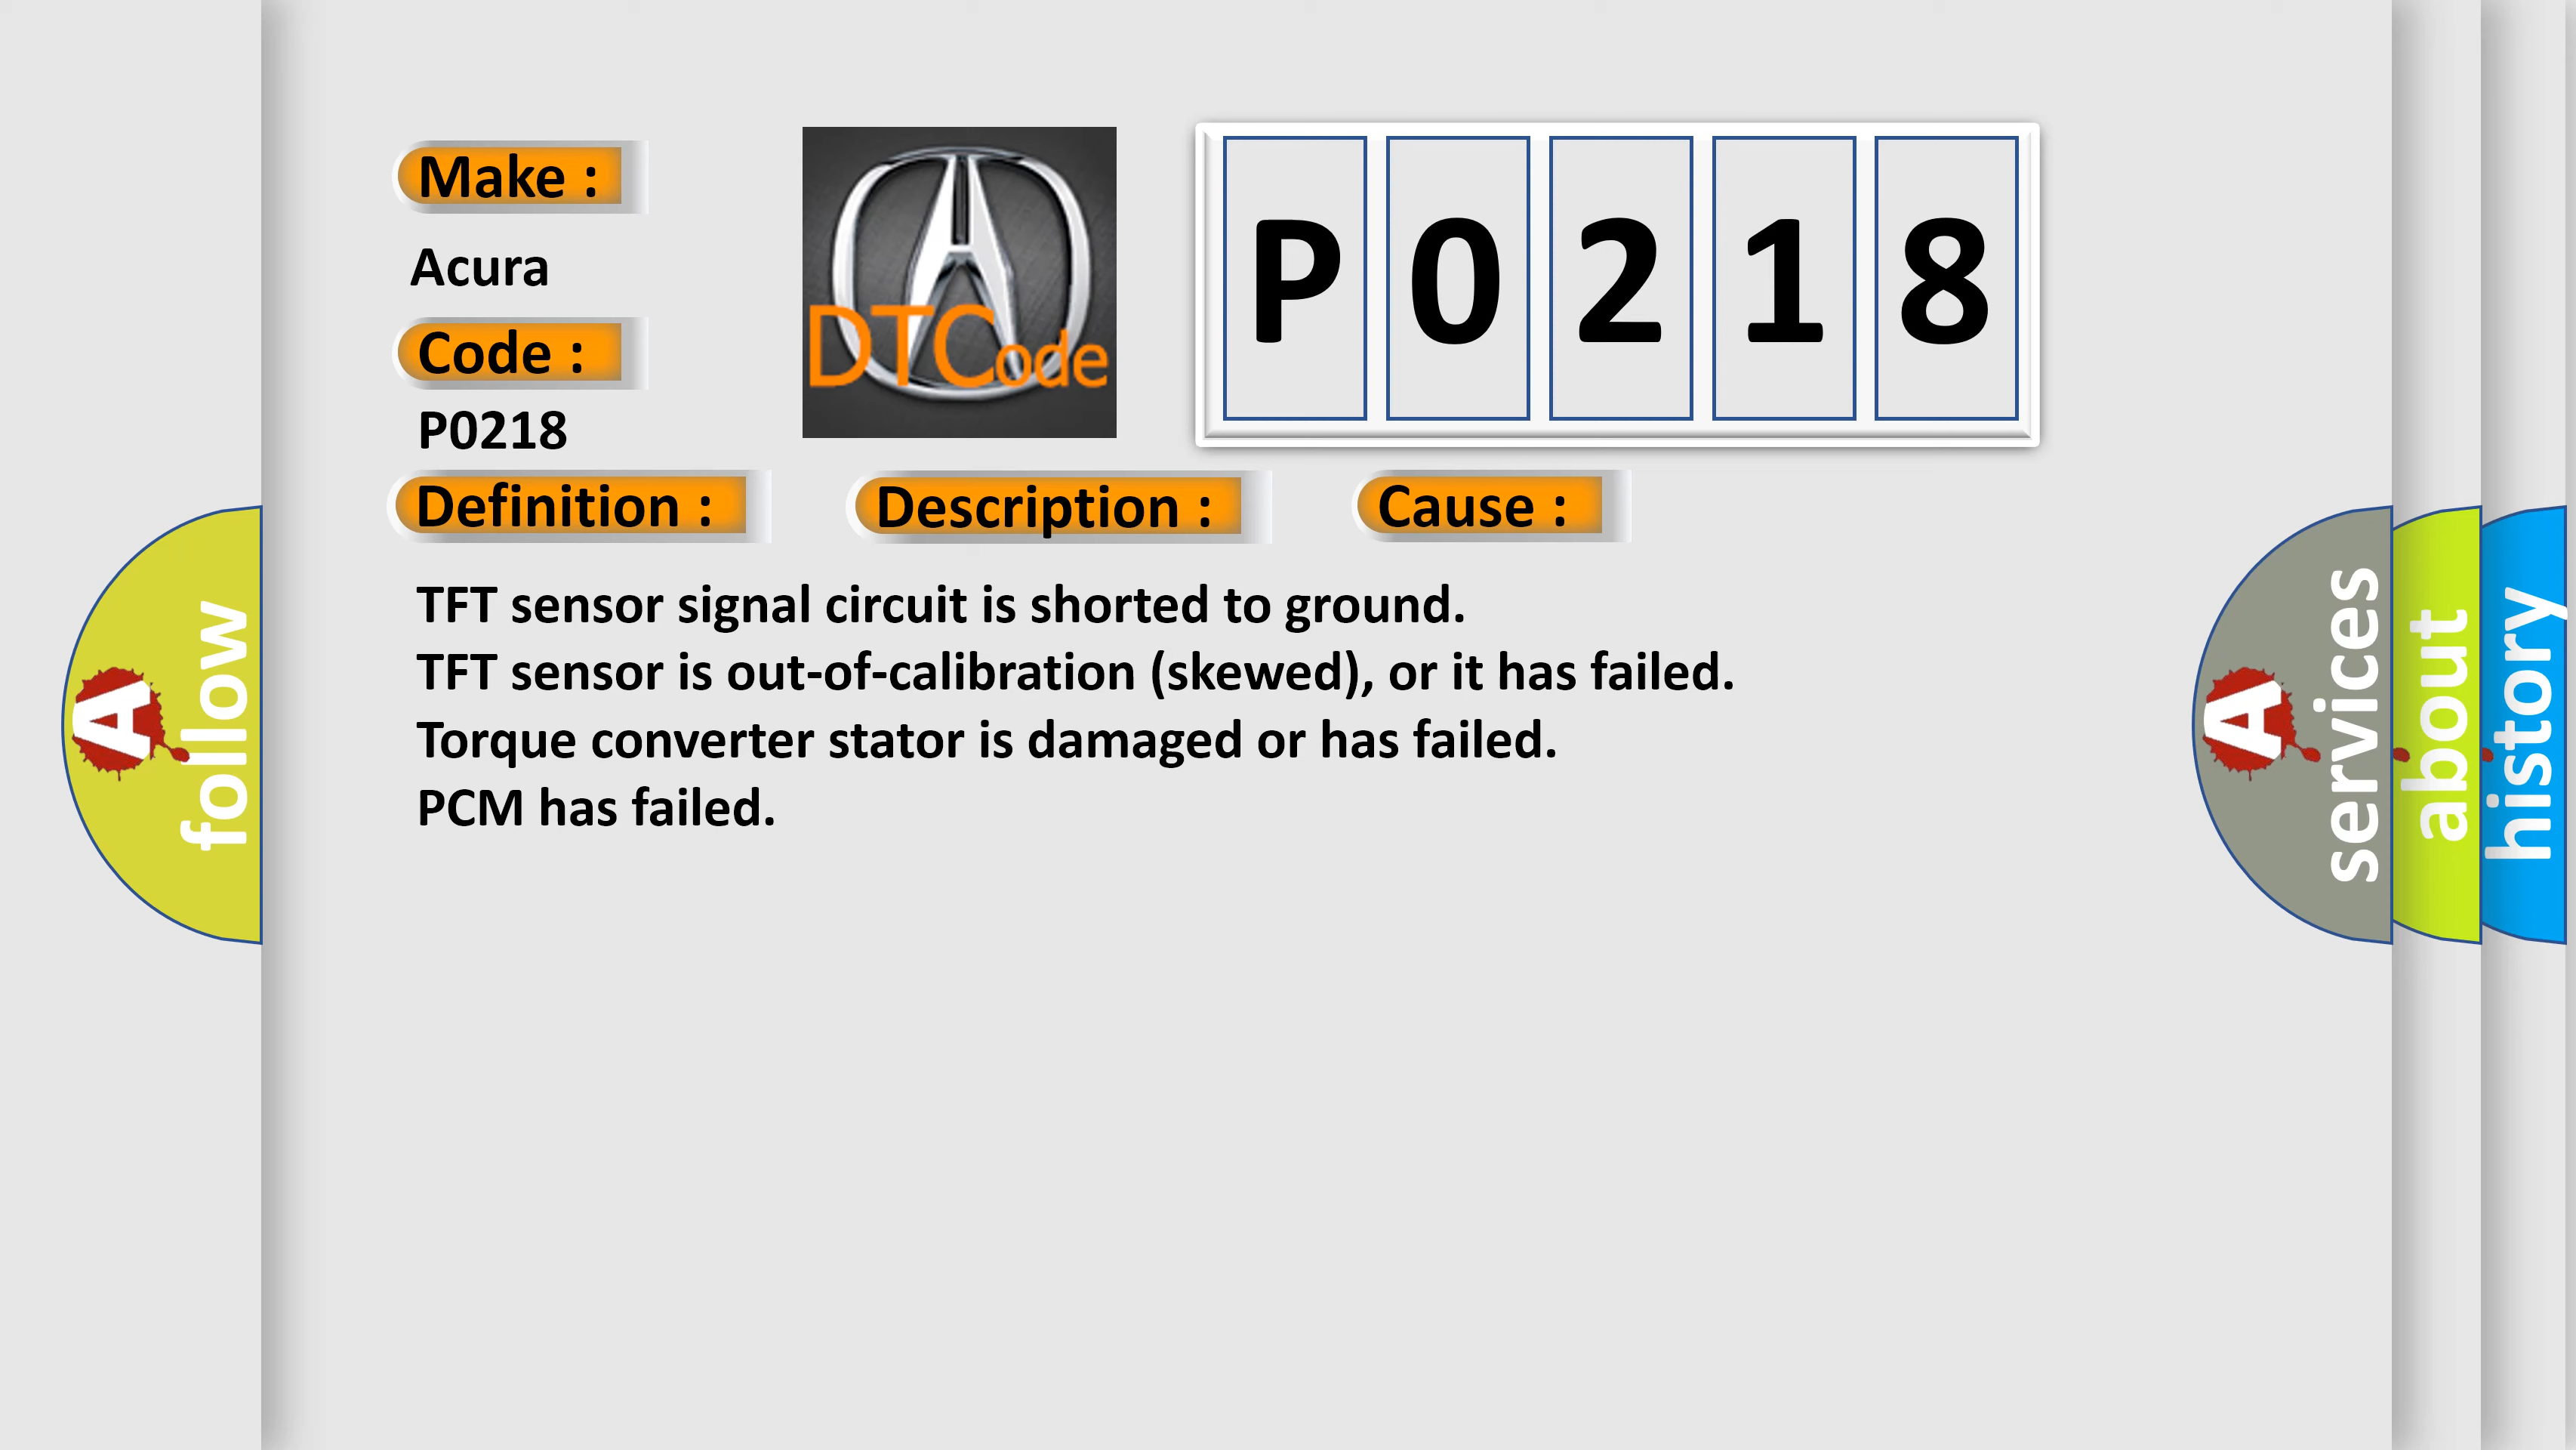 Make :
Acura
Code :
P0218
DTCode
P 0 2 1 8
Definition :
Description :
Cause :
TFT sensor signal circuit is shorted to ground.
TFT sensor is out-of-calibration (skewed), or it has failed.
Torque converter stator is damaged or has failed.
PCM has failed.
A
follow
A
services
about
history